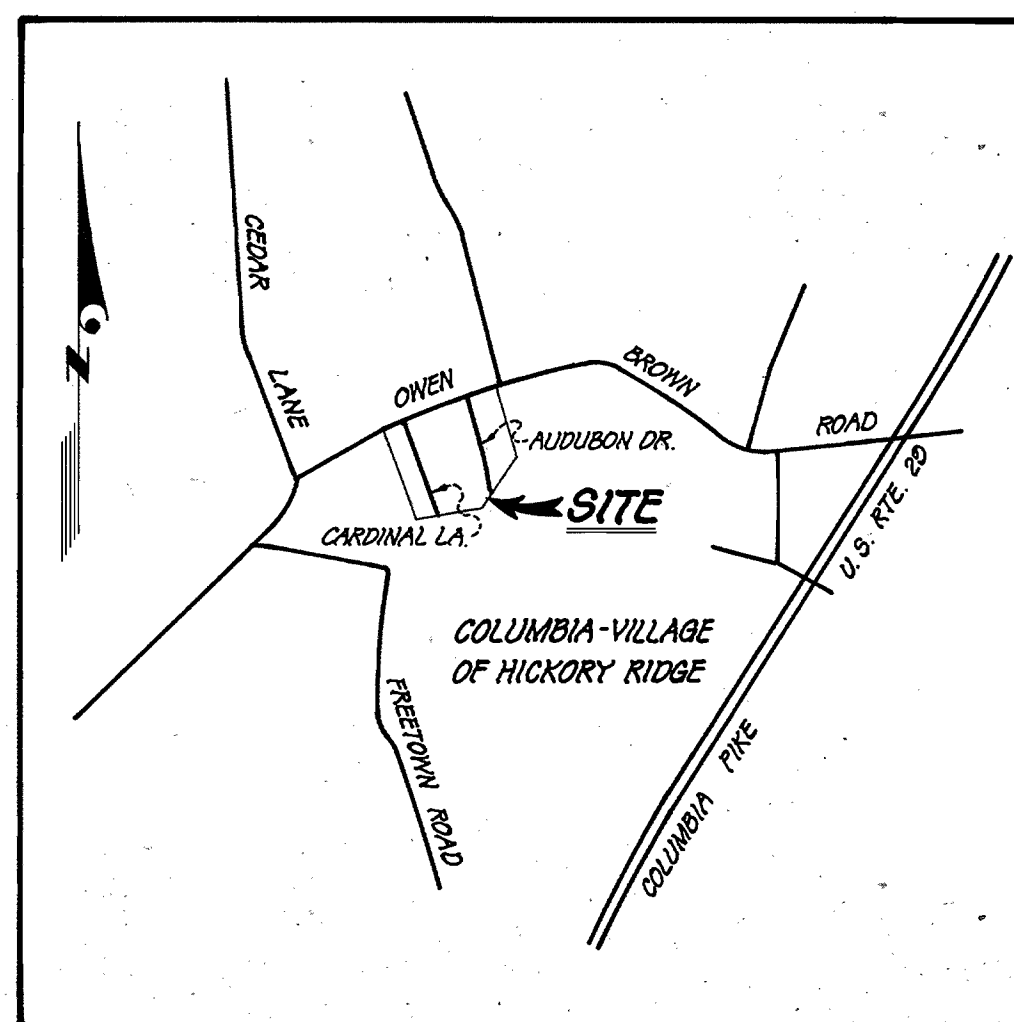 CEDAR
LANE
OWEN
BROWN
ROAD
AUDUBON DR.
SITE
CARDINAL LA.
U.S. RTE. 29
N
COLUMBIA-VILLAGE
OF HICKORY RIDGE
FREETOWN ROAD
COLUMBIA PIKE